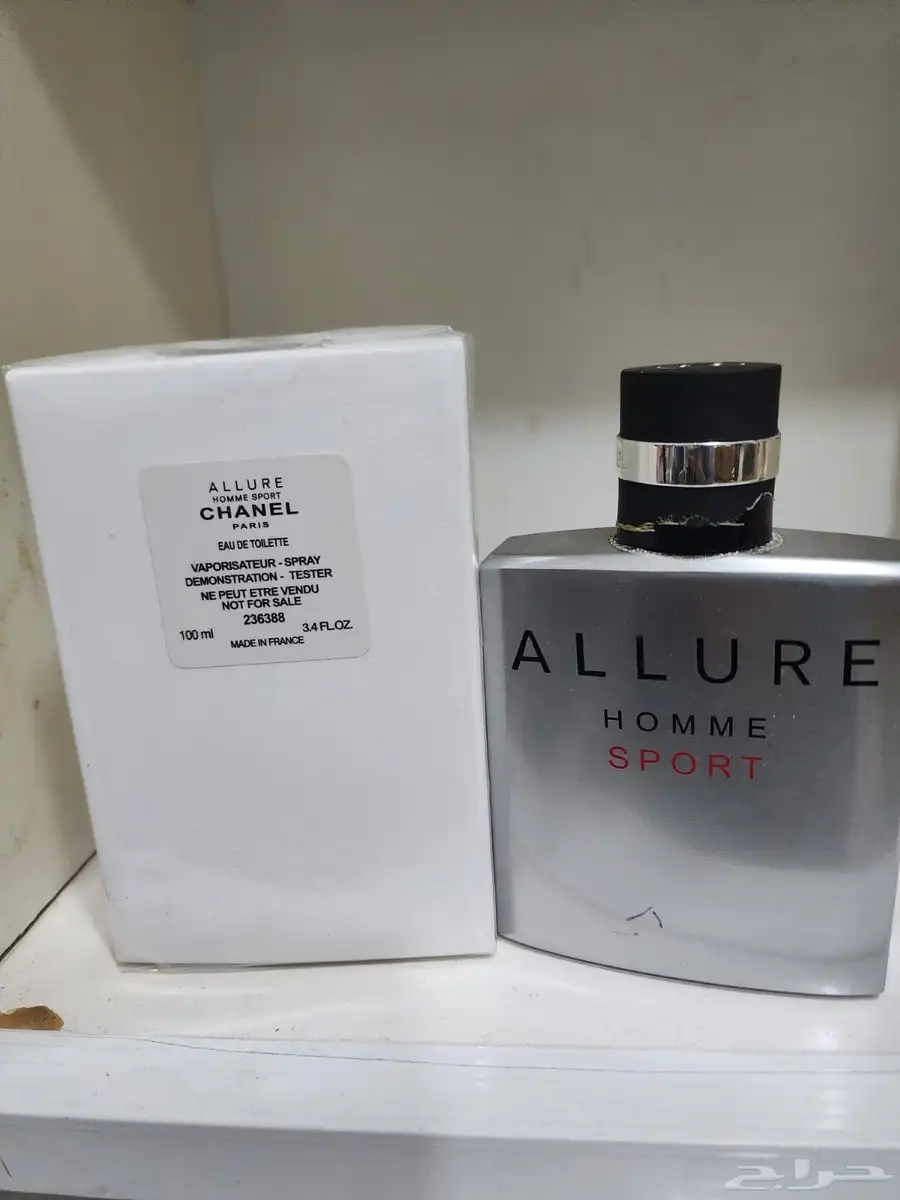 ALLURE
HOMME SPORT
CHANEL
PARIS
EAU DE TOILETTE
VAPORISATEUR - SPRAY
DEMONSTRATION - TESTER
NE PEUT ETRE VENDU
NOT FOR SALE
236388
100 ml 3.4 FL.OZ.
MADE IN FRANCE
EL
ALLURE
HOMME
SPORT
حراج